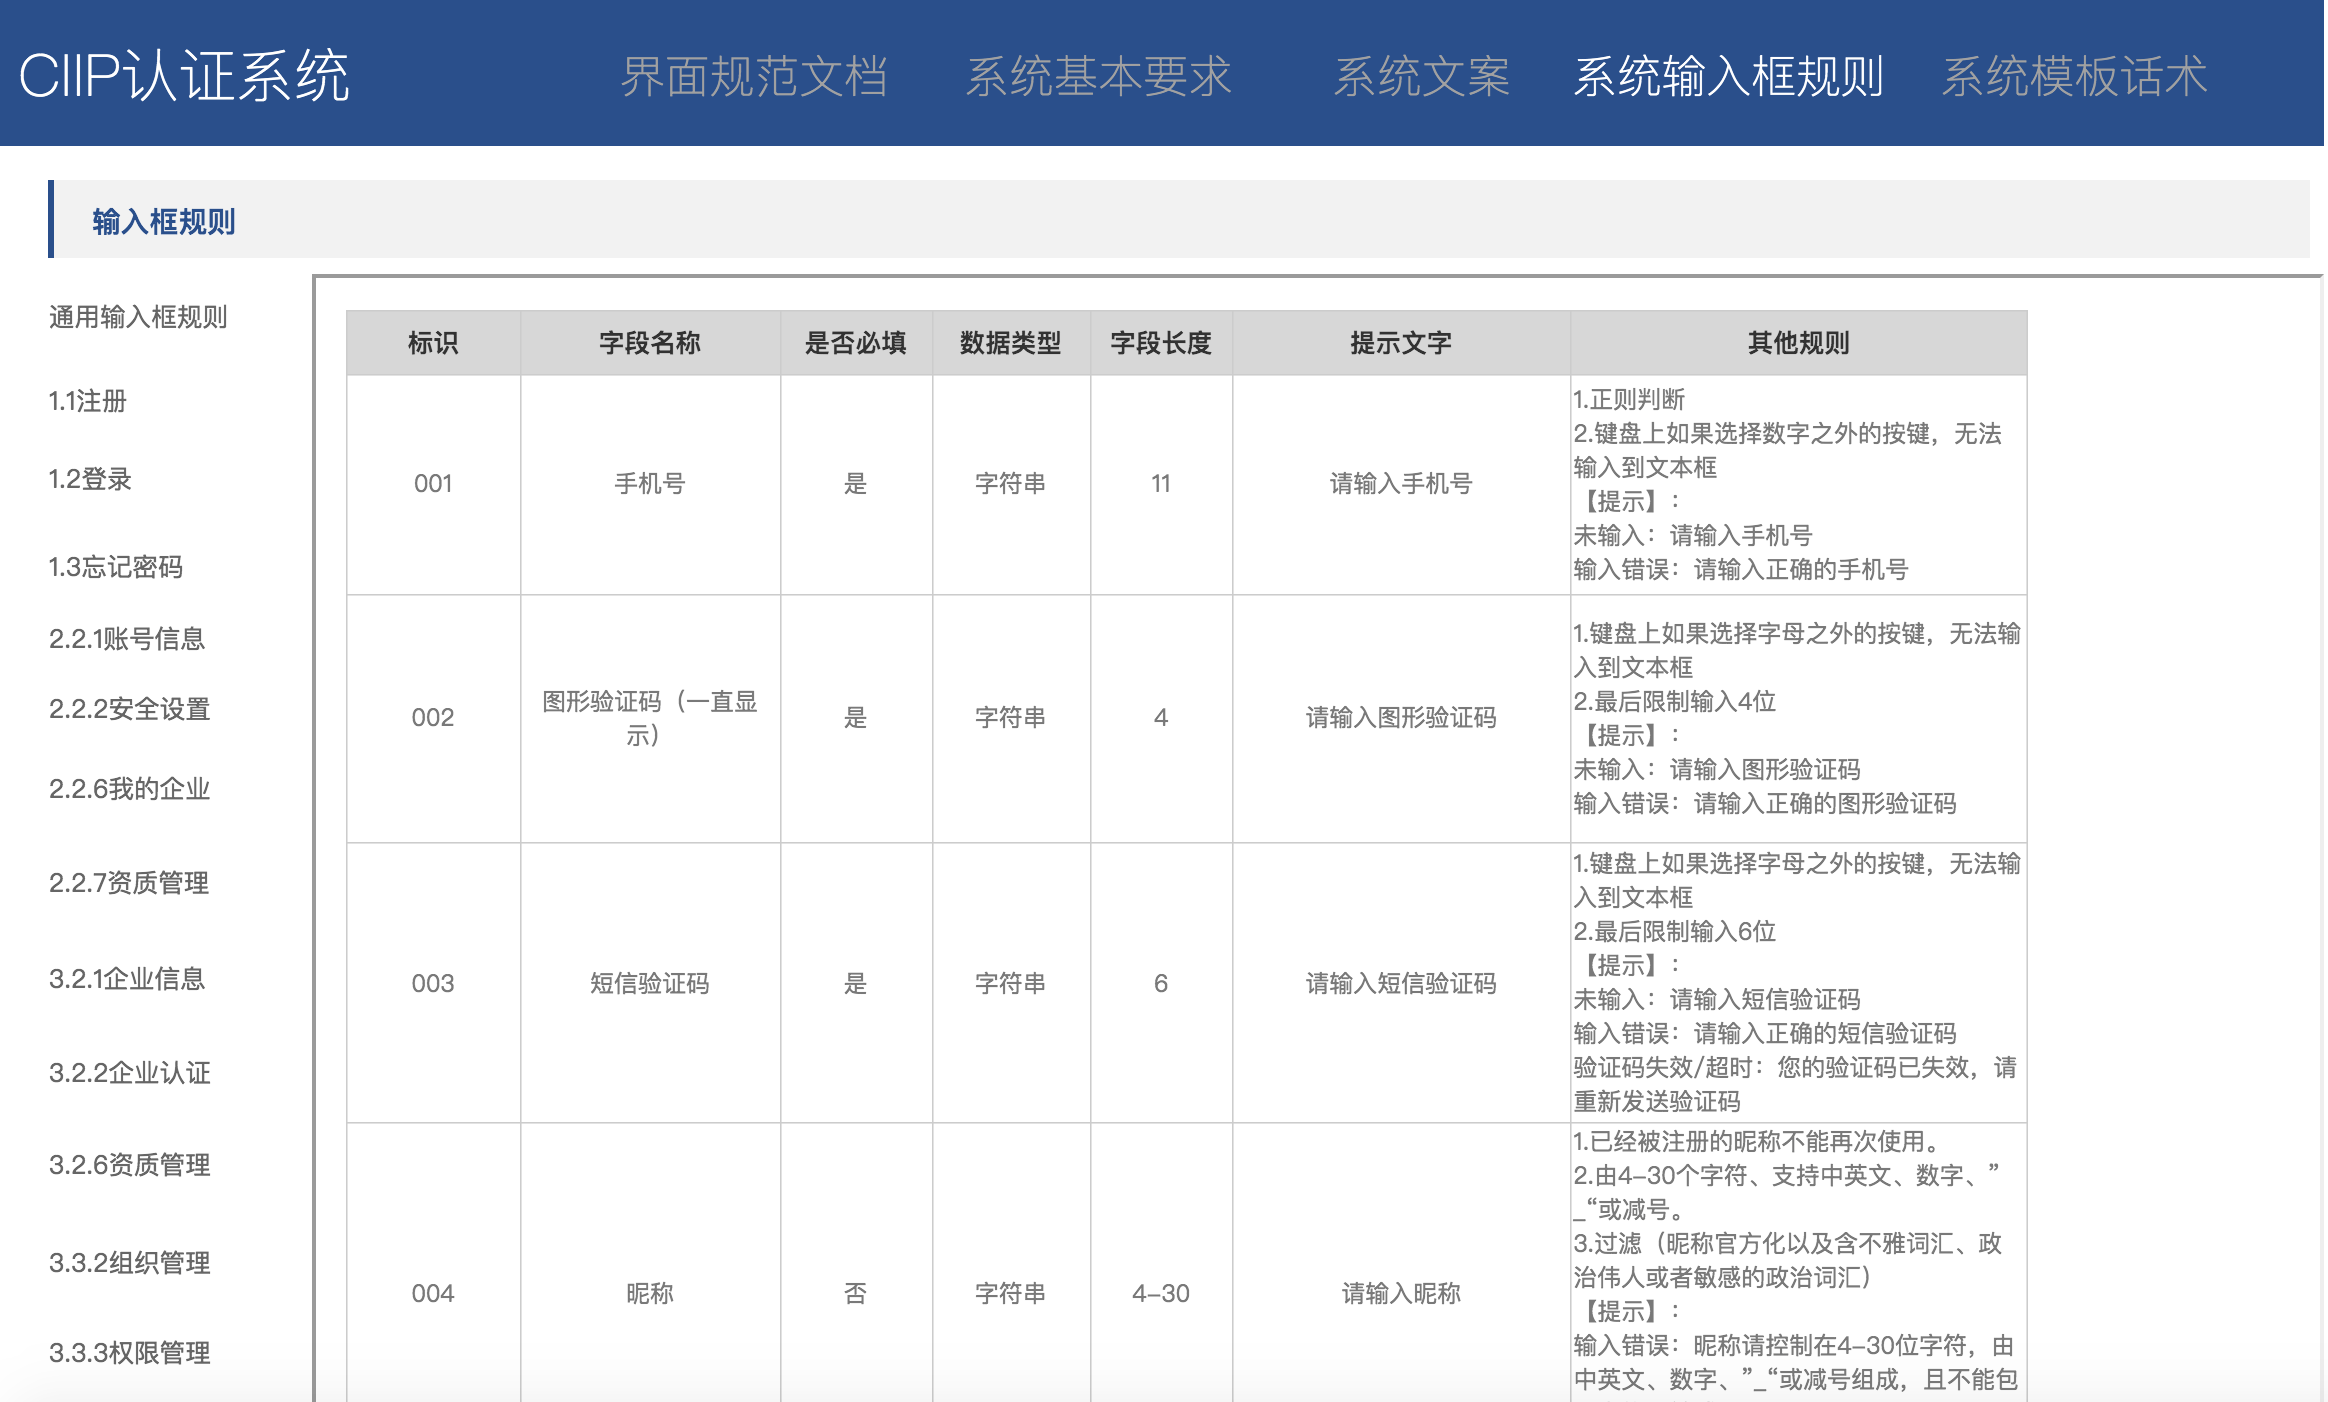 CIIP认证系统
界面规范文档 系统基本要求 系统文案 系统输入框规则 系统模板话术
输入框规则
通用输入框规则
1.1注册
1.2登录
1.3忘记密码
2.2.1账号信息
2.2.2安全设置
2.2.6我的企业
2.2.7资质管理
3.2.1企业信息
3.2.2企业认证
3.2.6资质管理
3.3.2组织管理
3.3.3权限管理
标识 字段名称 是否必填 数据类型 字段长度 提示文字 其他规则
001 手机号 是 字符串 11 请输入手机号
1.正则判断
2.键盘上如果选择数字之外的按键，无法
输入到文本框
【提示】：
未输入：请输入手机号
输入错误：请输入正确的手机号
002 图形验证码（一直显
示） 是 字符串 4 请输入图形验证码
1.键盘上如果选择字母之外的按键，无法输
入到文本框
2.最后限制输入4位
【提示】：
未输入：请输入图形验证码
输入错误：请输入正确的图形验证码
003 短信验证码 是 字符串 6 请输入短信验证码
1.键盘上如果选择字母之外的按键，无法输
入到文本框
2.最后限制输入6位
【提示】：
未输入：请输入短信验证码
输入错误：请输入正确的短信验证码
验证码失效/超时：您的验证码已失效，请
重新发送验证码
004 昵称 否 字符串 4–30 请输入昵称
1.已经被注册的昵称不能再次使用。
2.由4–30个字符、支持中英文、数字、”
_“或减号。
3.过滤（昵称官方化以及含不雅词汇、政
治伟人或者敏感的政治词汇）
【提示】：
输入错误：昵称请控制在4–30位字符，由
中英文、数字、”_“或减号组成，且不能包